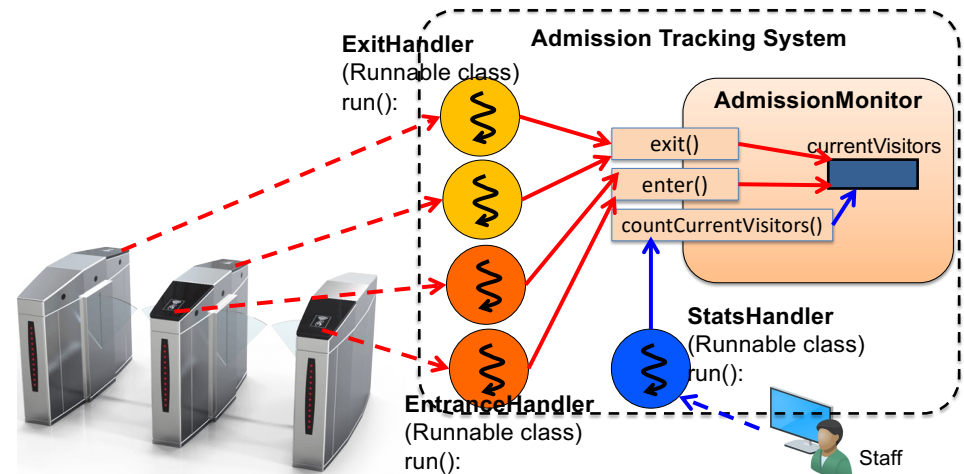 ExitHandler
(Runnable class)
run():
Admission Tracking System
AdmissionMonitor
currentVisitors
exit()
enter()
countCurrentVisitors()
StatsHandler
(Runnable class)
run():
EntranceHandler
(Runnable class)
run():
Staff